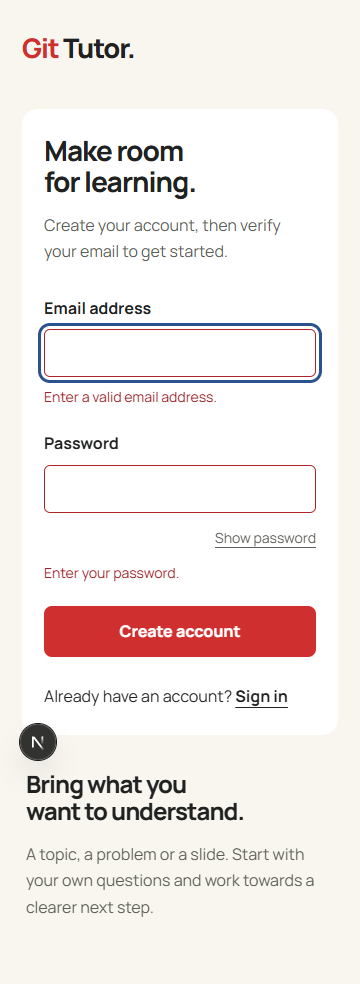 Git Tutor.
Make room
for learning.
Create your account, then verify
your email to get started.
Email address
Enter a valid email address.
Password
Show password
Enter your password.
Create account
Already have an account? Sign in
N
Bring what you
want to understand.
A topic, a problem or a slide. Start with
your own questions and work towards a
clearer next step.